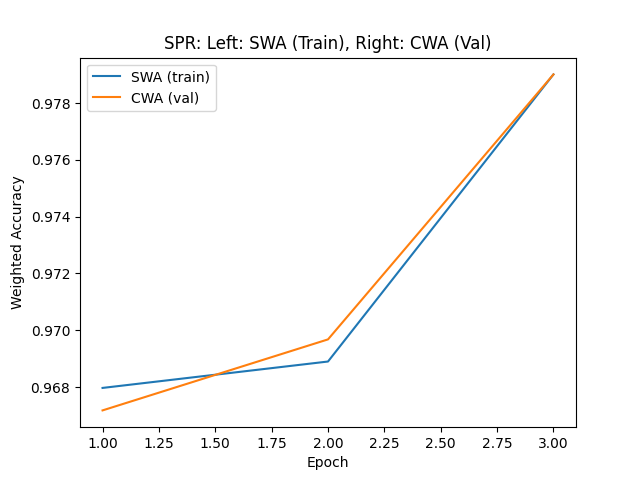 SPR: Left: SWA (Train), Right: CWA (Val)
SWA (train)
CWA (val)
Weighted Accuracy
0.978
0.976
0.974
0.972
0.970
0.968
1.00 1.25 1.50 1.75 2.00 2.25 2.50 2.75 3.00
Epoch